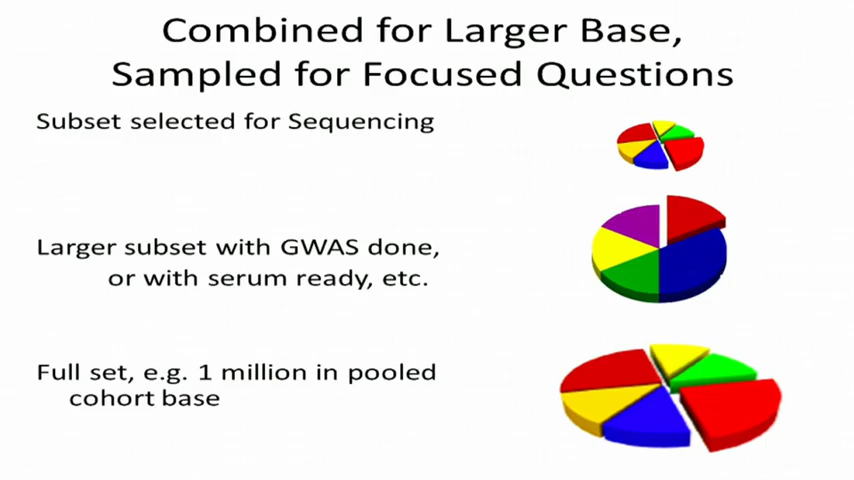 Combined for Larger Base,
Sampled for Focused Questions
Subset selected for Sequencing
Larger subset with GWAS done,
or with serum ready, etc.
Full set, e.g. 1 million in pooled
cohort base